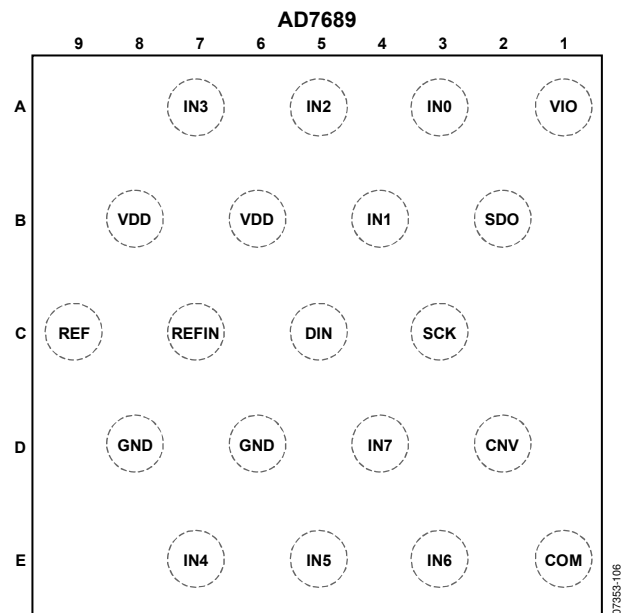 AD7689
9 8 7 6 5 4 3 2 1
A IN3 IN2 IN0 VIO
B VDD VDD IN1 SDO
C REF REFIN DIN SCK
D GND GND IN7 CNV
E IN4 IN5 IN6 COM
07353-106